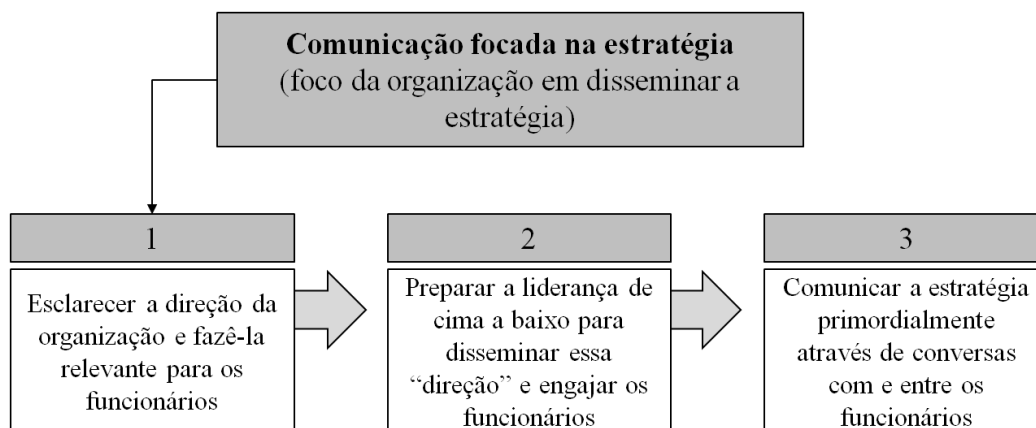 Comunicação focada na estratégia
(foco da organização em disseminar a
estratégia)
1
Esclarecer a direção da
organização e fazê-la
relevante para os
funcionários
2
Preparar a liderança de
cima a baixo para
disseminar essa
“direção” e engajar os
funcionários
3
Comunicar a estratégia
primordialmente
através de conversas
com e entre os
funcionários